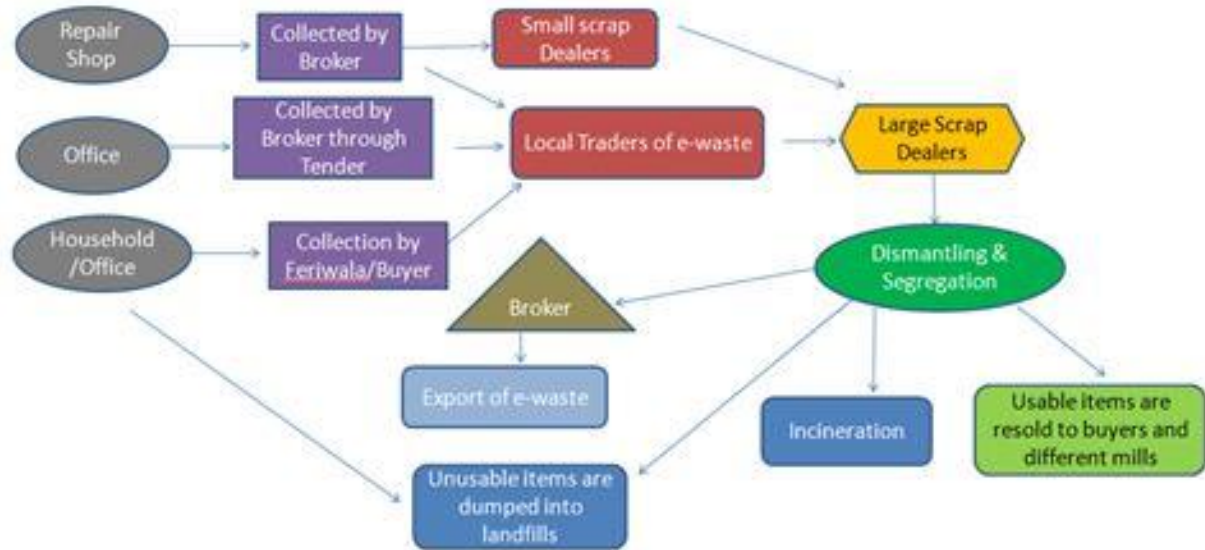 Repair
Shop
Collected by
Broker
Small scrap
Dealers
Office
Collected by
Broker through
Tender
Local Traders of e-waste
Large Scrap
Dealers
Household
/Office
Collection by
Feriwala/Buyer
Broker
Dismantling &
Segregation
Export of e-waste
Incineration
Usable items are
resold to buyers and
different mills
Unusable items are
dumped into
landfills